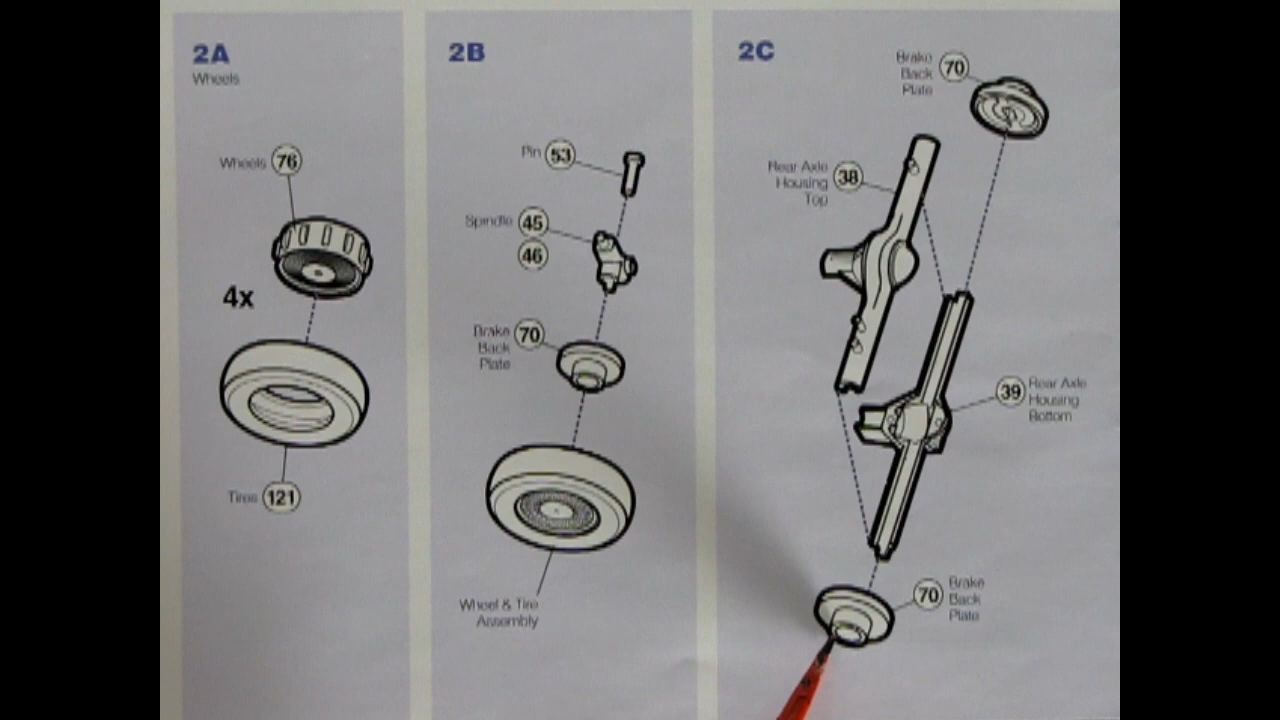 2A
Wheels
Wheels 76
4x
Tires 121
2B
Pin 53
Spindle 45
46
Brake 70
Back
Plate
Wheel & Tire
Assembly
2C
Brake 70
Back
Plate
Rear Axle 38
Housing
Top
39 Rear Axle
Housing
Bottom
70 Brake
Back
Plate